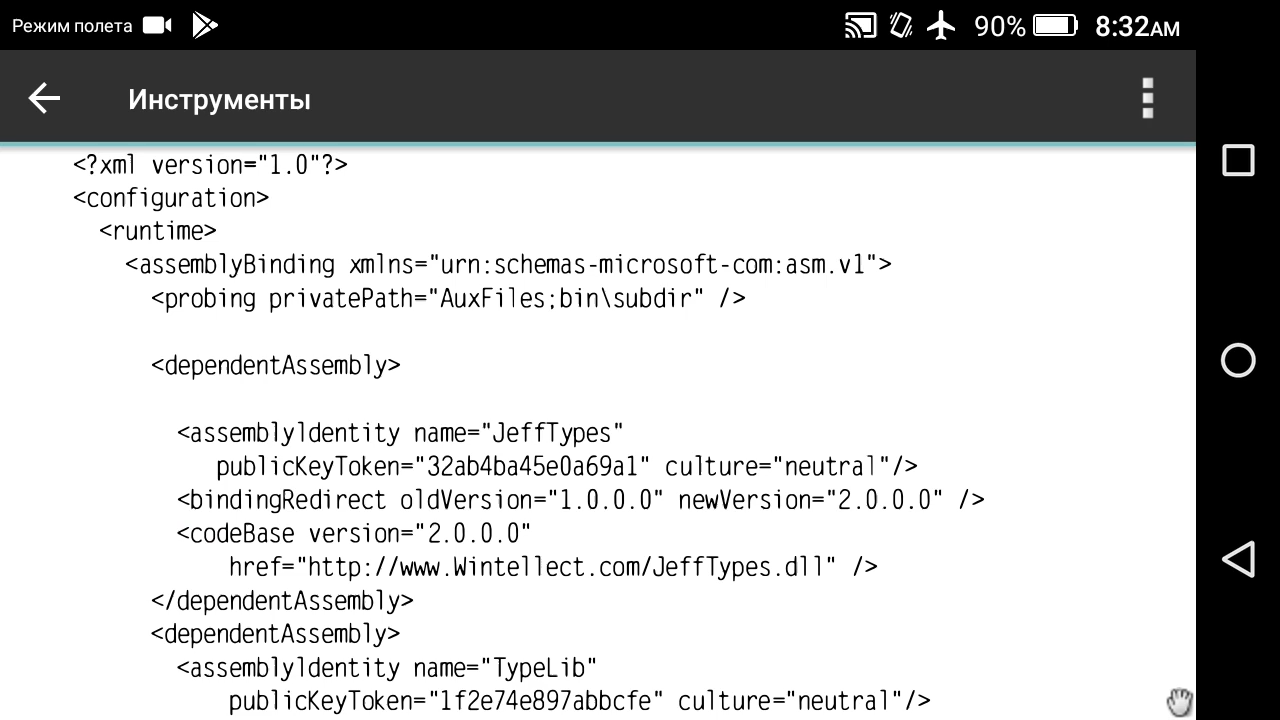 Режим полета 90% 8:32AM
Инструменты
<?xml version="1.0"?>
<configuration>
<runtime>
<assemblyBinding xmlns="urn:schemas-microsoft-com:asm.v1">
<probing privatePath="AuxFiles;bin\subdir" />
<dependentAssembly>
<assemblyldentity name="JeffTypes"
publicKeyToken="32ab4ba45e0a69a1" culture="neutral"/>
<bindingRedirect oldVersion="1.0.0.0" newVersion="2.0.0.0" />
<codeBase version="2.0.0.0"
href="http://www.Wintellect.com/JeffTypes.dll" />
</dependentAssembly>
<dependentAssembly>
<assemblyldentity name="TypeLib"
publicKeyToken="1f2e74e897abbcfe" culture="neutral"/>